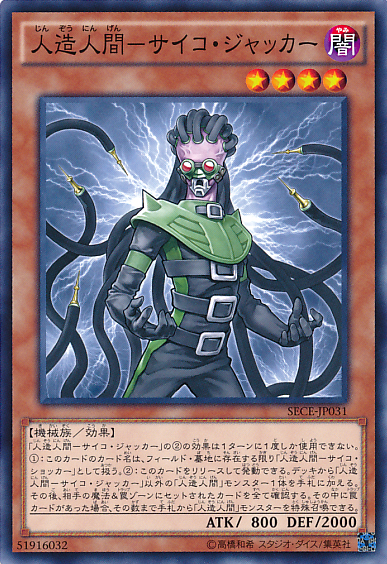 じん ぞう にん げん
人造人間－サイコ・ジャッカー
やみ
闇
SECE-JP031
【機械族／効果】
「人造人間－サイコ・ジャッカー」の②の効果は1ターンに1度しか使用できない。
①：このカードのカード名は、フィールド・墓地に存在する限り「人造人間－サイコ・
ショッカー」として扱う。②：このカードをリリースして発動できる。デッキから「人造人
間－サイコ・ジャッカー」以外の「人造人間」モンスター1体を手札に加える。
その後、相手の魔法＆罠ゾーンにセットされたカードを全て確認する。その中に罠
カードがあった場合、その数まで手札から「人造人間」モンスターを特殊召喚できる。
ATK/ 800 DEF/2000
51916032
©高橋和希 スタジオ・ダイス/集英社